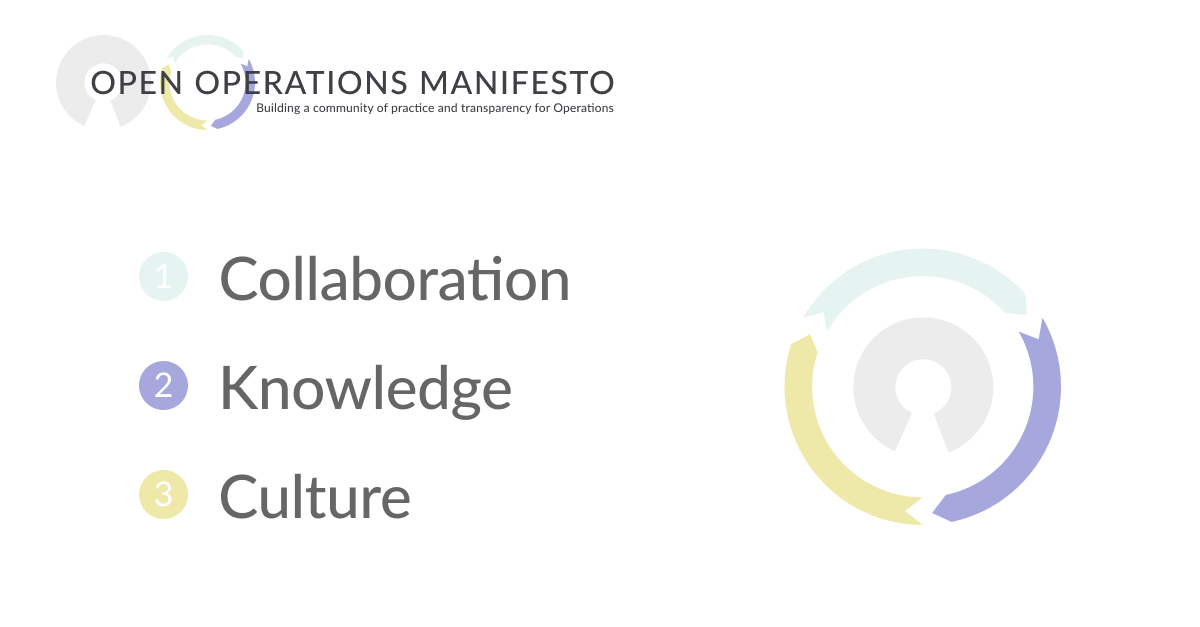 OPEN OPERATIONS MANIFESTO
Building a community of practice and transparency for Operations
1 Collaboration
2 Knowledge
3 Culture